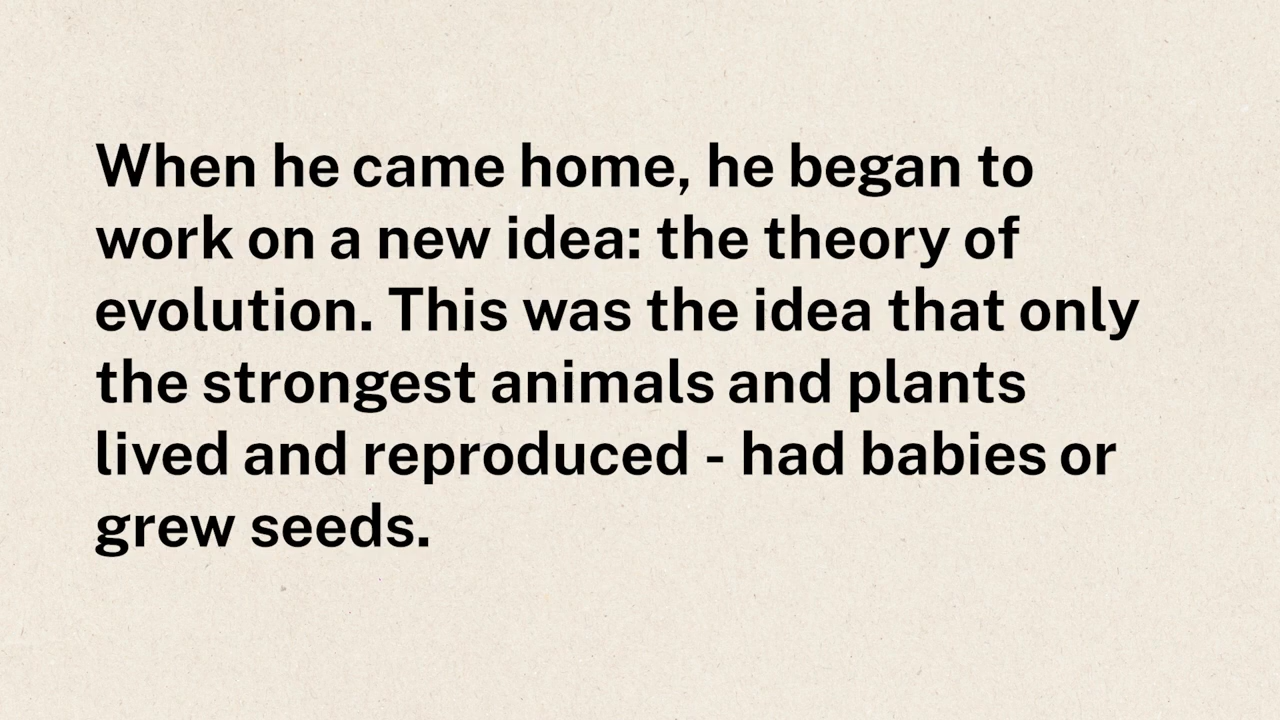 When he came home, he began to
work on a new idea: the theory of
evolution. This was the idea that only
the strongest animals and plants
lived and reproduced - had babies or
grew seeds.